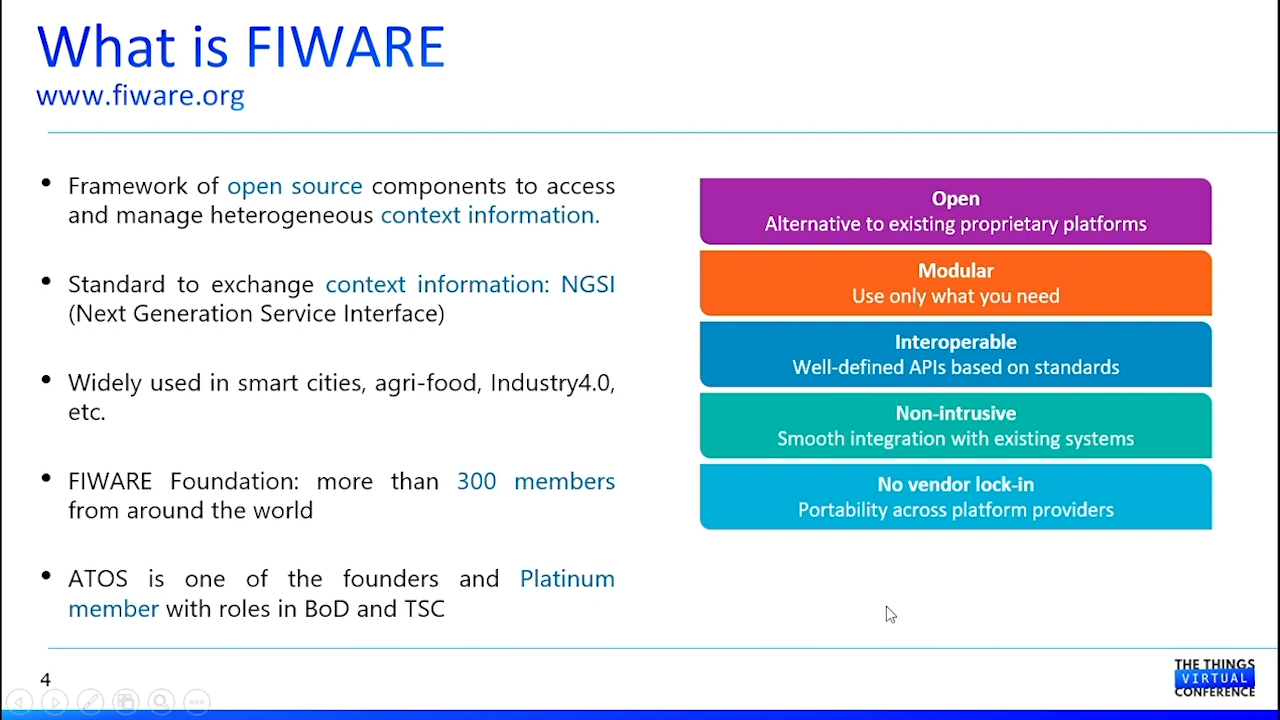 What is FIWARE
www.fiware.org
• Framework of open source components to access
and manage heterogeneous context information.
• Standard to exchange context information: NGSI
(Next Generation Service Interface)
• Widely used in smart cities, agri-food, Industry4.0,
etc.
• FIWARE Foundation: more than 300 members
from around the world
• ATOS is one of the founders and Platinum
member with roles in BoD and TSC
Open
Alternative to existing proprietary platforms
Modular
Use only what you need
Interoperable
Well-defined APIs based on standards
Non-intrusive
Smooth integration with existing systems
No vendor lock-in
Portability across platform providers
4
THE THINGS
VIRTUAL
CONFERENCE